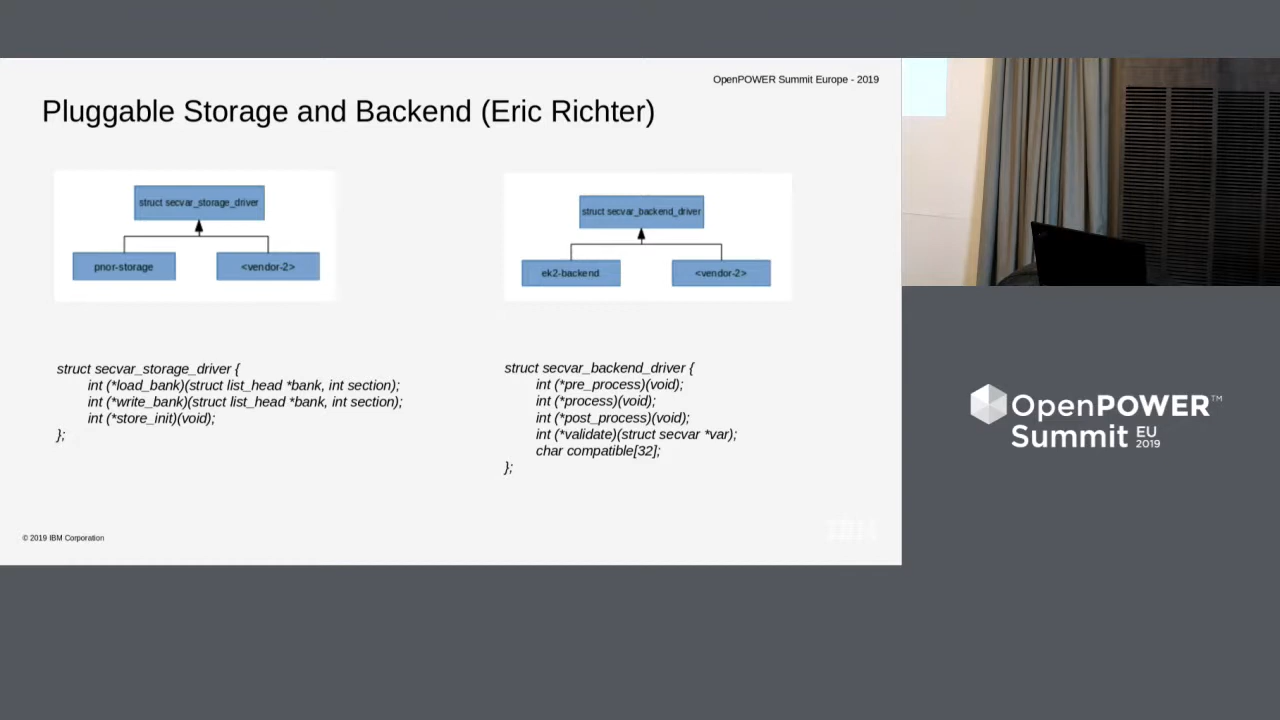 OpenPOWER Summit Europe - 2019
Pluggable Storage and Backend (Eric Richter)
struct secvar_storage_driver
pnor-storage
<vendor-2>
struct secvar_backend_driver
ek2-backend
<vendor-2>
struct secvar_storage_driver {
int (*load_bank)(struct list_head *bank, int section);
int (*write_bank)(struct list_head *bank, int section);
int (*store_init)(void);
};
struct secvar_backend_driver {
int (*pre_process)(void);
int (*process)(void);
int (*post_process)(void);
int (*validate)(struct secvar *var);
char compatible[32];
};
© 2019 IBM Corporation
IBM
OpenPOWER™
Summit EU
2019